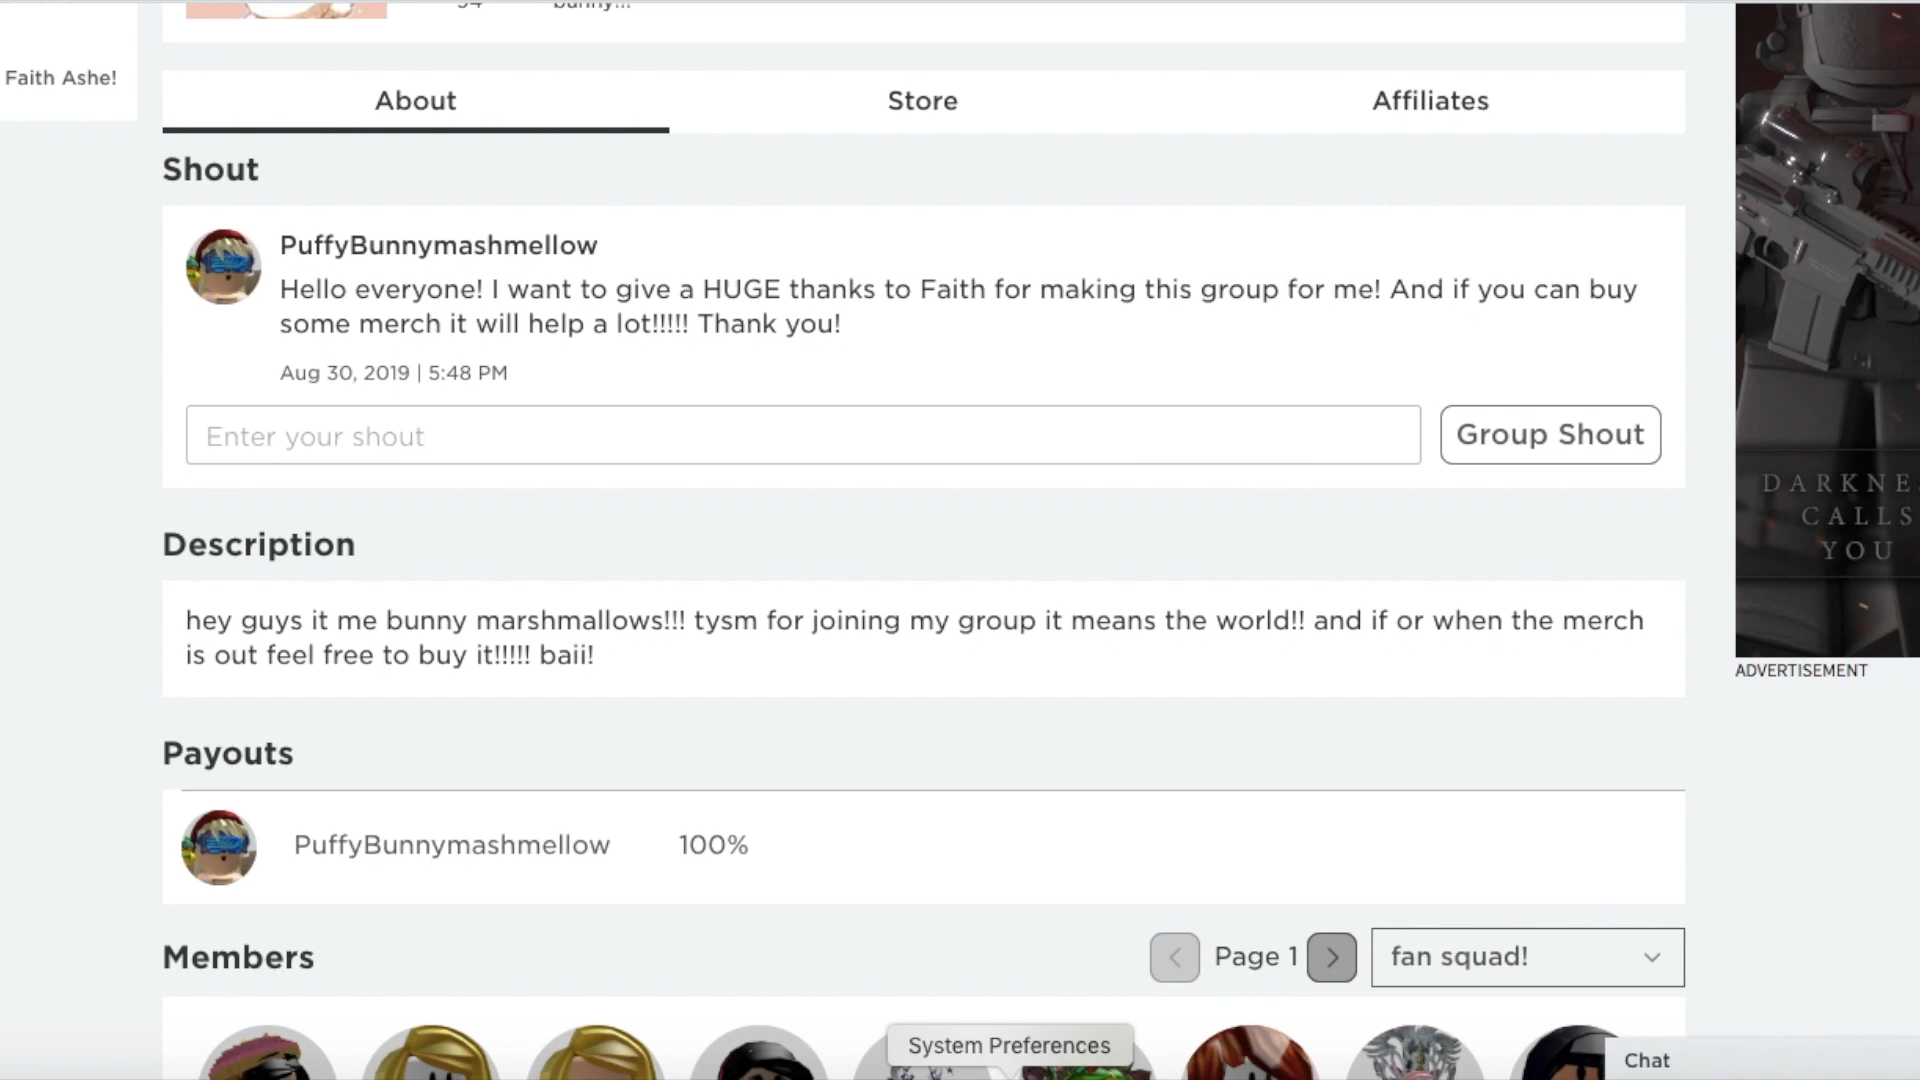 Faith Ashe!
About
Store
Affiliates
Shout
PuffyBunnymashmellow
Hello everyone! I want to give a HUGE thanks to Faith for making this group for me! And if you can buy
some merch it will help a lot!!!!! Thank you!
Aug 30, 2019 | 5:48 PM
Enter your shout
Group Shout
Description
hey guys it me bunny marshmallows!!! tysm for joining my group it means the world!! and if or when the merch
is out feel free to buy it!!!!! baii!
Payouts
PuffyBunnymashmellow 100%
Members
Page 1
fan squad!
System Preferences
Chat
DARKNE
CALLS
YOU
ADVERTISEMENT